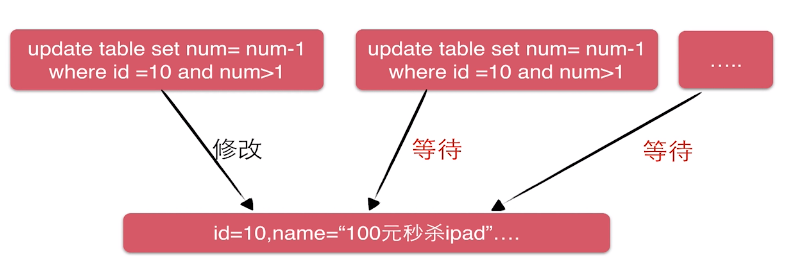 update table set num= num-1
where id =10 and num>1
update table set num= num-1
where id =10 and num>1
…..
修改
等待
等待
id=10,name=“100元秒杀ipad”….